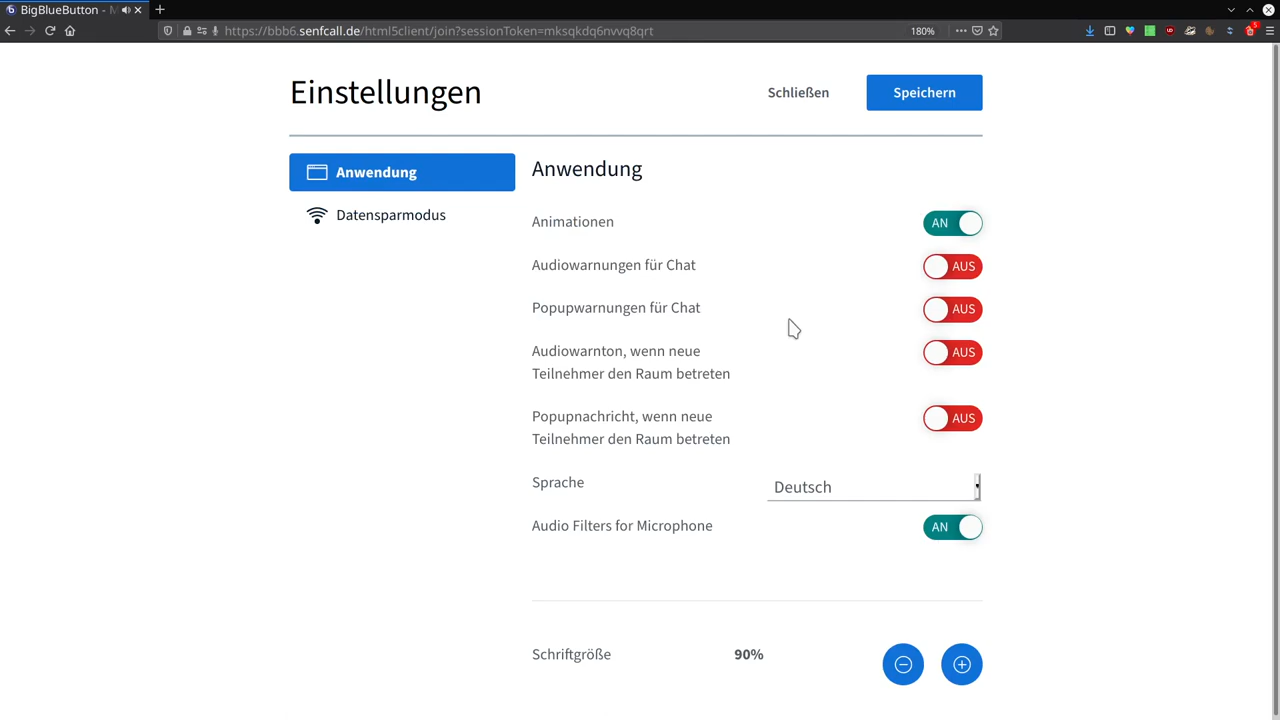 BigBlueButton - M
https://bbb6.senfcall.de/html5client/join?sessionToken=mksqkdq6nvvq8qrt
180%
5
Einstellungen
Schließen
Speichern
Anwendung
Datensparmodus
Anwendung
Animationen
AN
Audiowarnungen für Chat
AUS
Popupwarnungen für Chat
AUS
Audiowarnton, wenn neue
Teilnehmer den Raum betreten
AUS
Popupnachricht, wenn neue
Teilnehmer den Raum betreten
AUS
Sprache
Deutsch
Audio Filters for Microphone
AN
Schriftgröße
90%